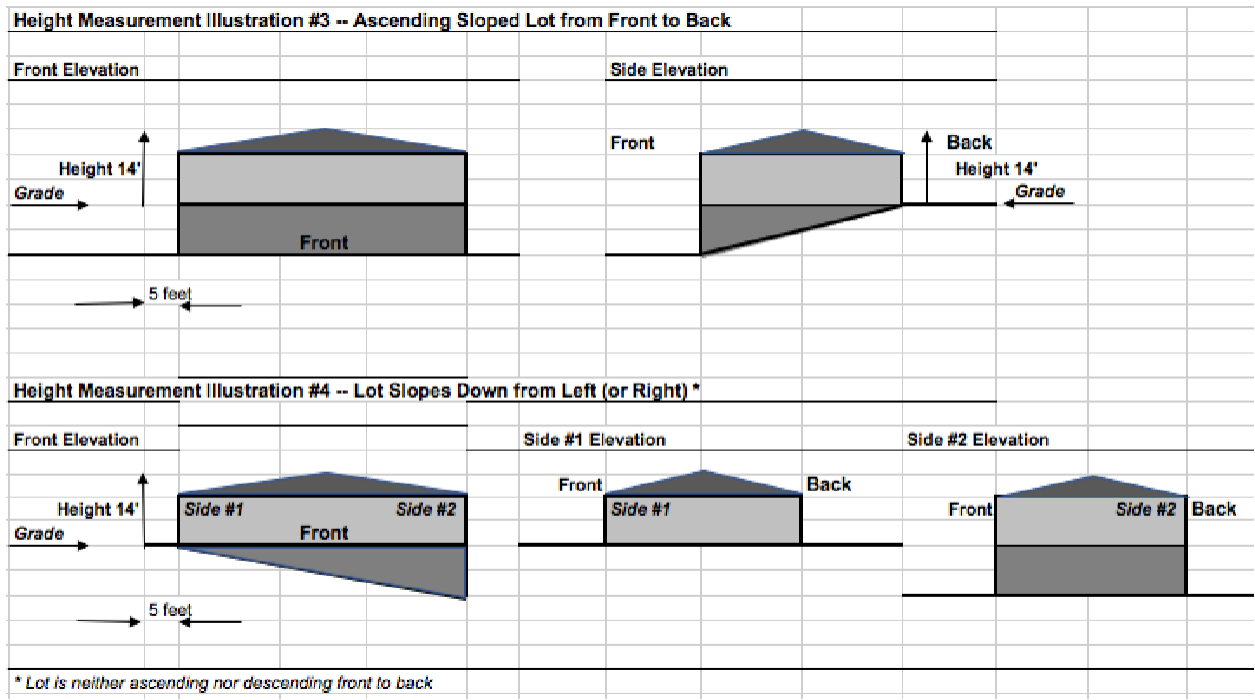 Height Measurement Illustration #3 -- Ascending Sloped Lot from Front to Back
Front Elevation
Side Elevation
Front
Back
Height 14'
Height 14'
Grade
Grade
Front
5 feet
Height Measurement Illustration #4 -- Lot Slopes Down from Left (or Right) *
Front Elevation
Side #1 Elevation
Side #2 Elevation
Front
Back
Height 14'
Side #1
Side #2
Side #1
Front
Side #2
Back
Grade
Front
5 feet
* Lot is neither ascending nor descending front to back